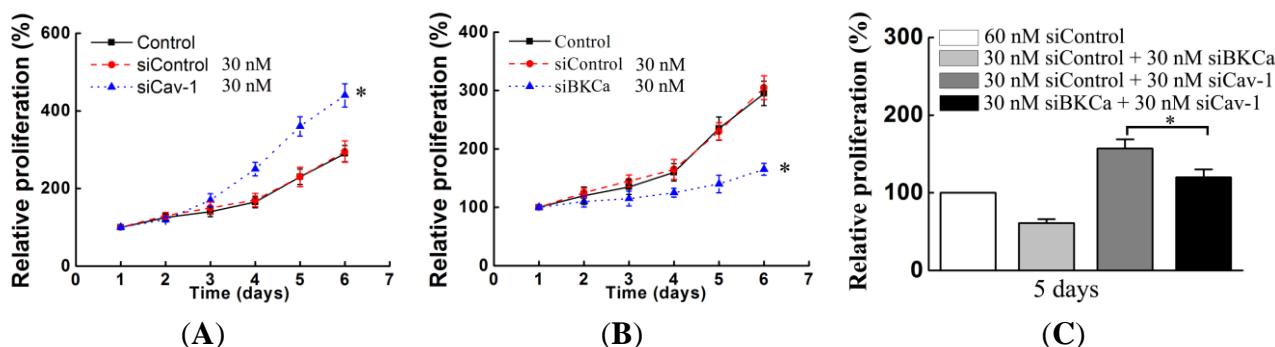 Relative proliferation (%)
600
400
200
0
Control
siControl 30 nM
siCav-1 30 nM
*
0 1 2 3 4 5 6 7
Time (days)
(A)
Relative proliferation (%)
400
300
200
100
0
Control
siControl 30 nM
siBKCa 30 nM
*
0 1 2 3 4 5 6 7
Time (days)
(B)
Relative proliferation (%)
300
200
100
0
60 nM siControl
30 nM siControl + 30 nM siBKCa
30 nM siControl + 30 nM siCav-1
30 nM siBKCa + 30 nM siCav-1
*
5 days
(C)